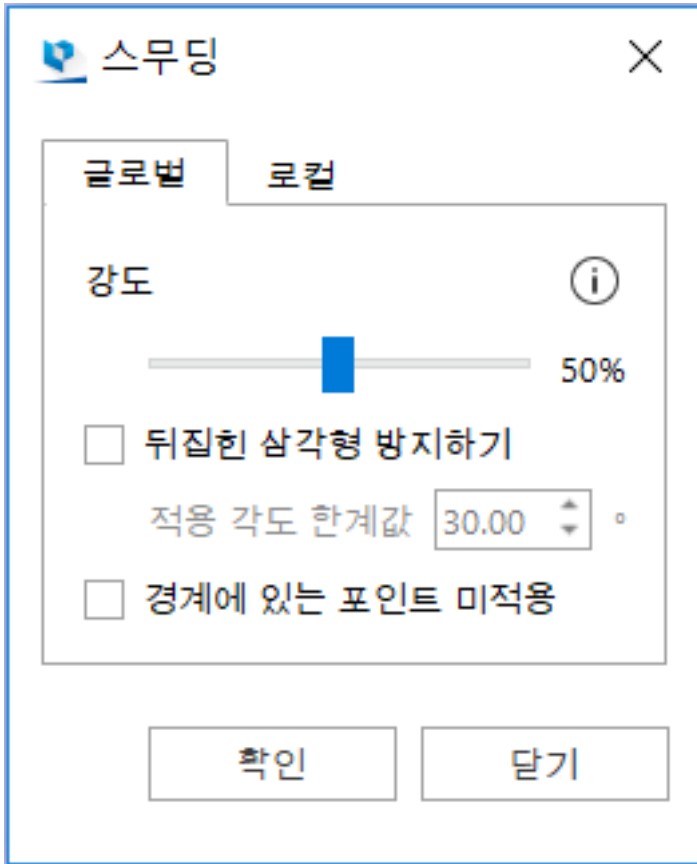 스무딩
글로벌 로컬
강도
50%
뒤집힌 삼각형 방지하기
적용 각도 한계값 30.00 °
경계에 있는 포인트 미적용
확인 닫기